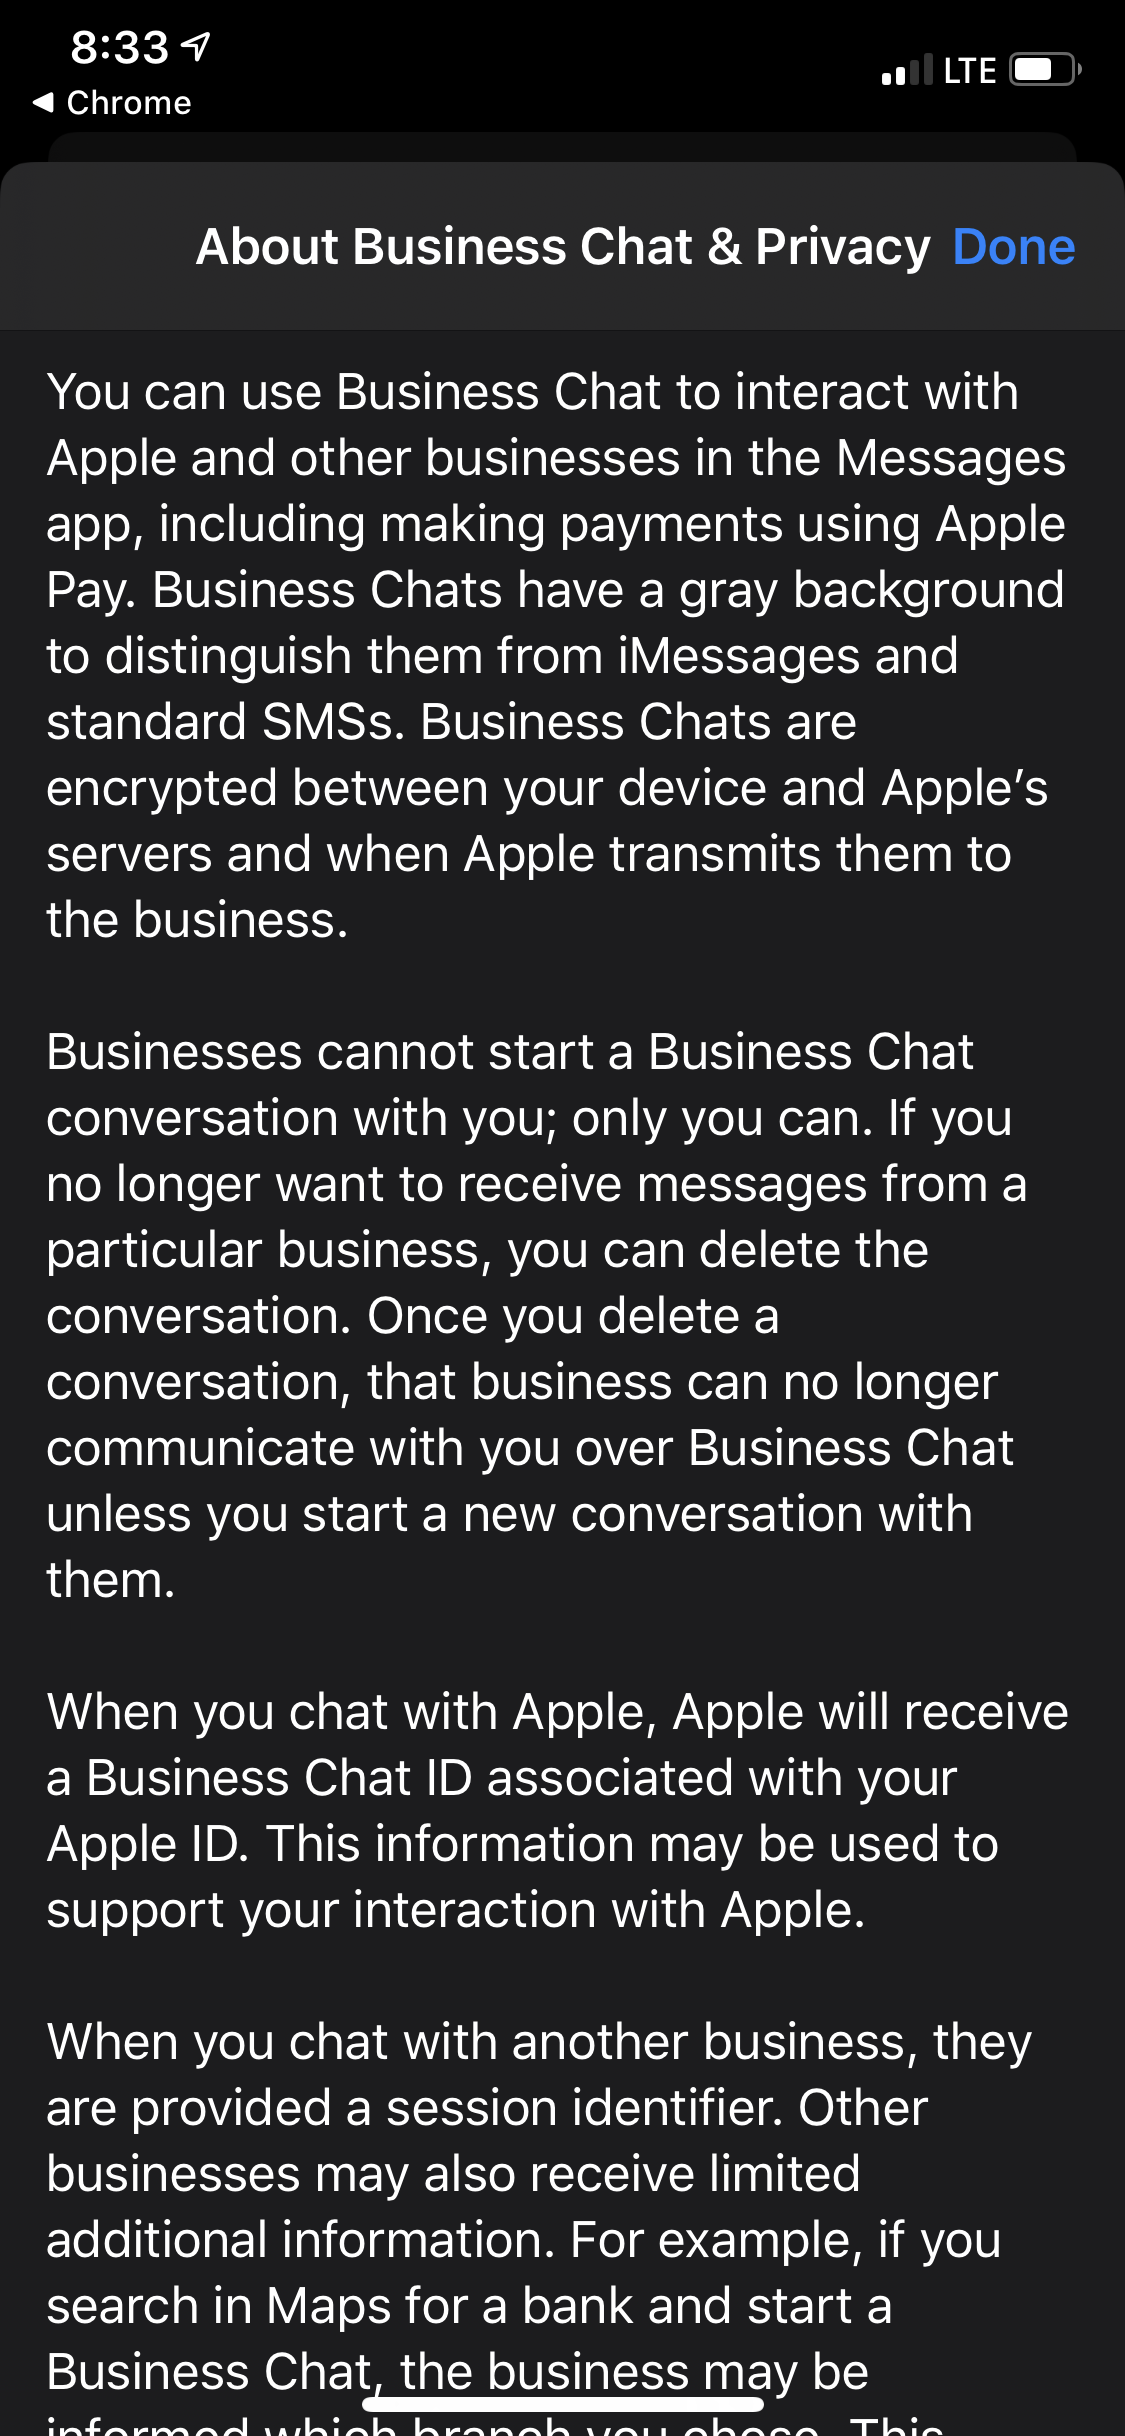 8:33
Chrome
LTE
About Business Chat & Privacy Done
You can use Business Chat to interact with
Apple and other businesses in the Messages
app, including making payments using Apple
Pay. Business Chats have a gray background
to distinguish them from iMessages and
standard SMSs. Business Chats are
encrypted between your device and Apple’s
servers and when Apple transmits them to
the business.
Businesses cannot start a Business Chat
conversation with you; only you can. If you
no longer want to receive messages from a
particular business, you can delete the
conversation. Once you delete a
conversation, that business can no longer
communicate with you over Business Chat
unless you start a new conversation with
them.
When you chat with Apple, Apple will receive
a Business Chat ID associated with your
Apple ID. This information may be used to
support your interaction with Apple.
When you chat with another business, they
are provided a session identifier. Other
businesses may also receive limited
additional information. For example, if you
search in Maps for a bank and start a
Business Chat, the business may be
informed which branch you chose. This